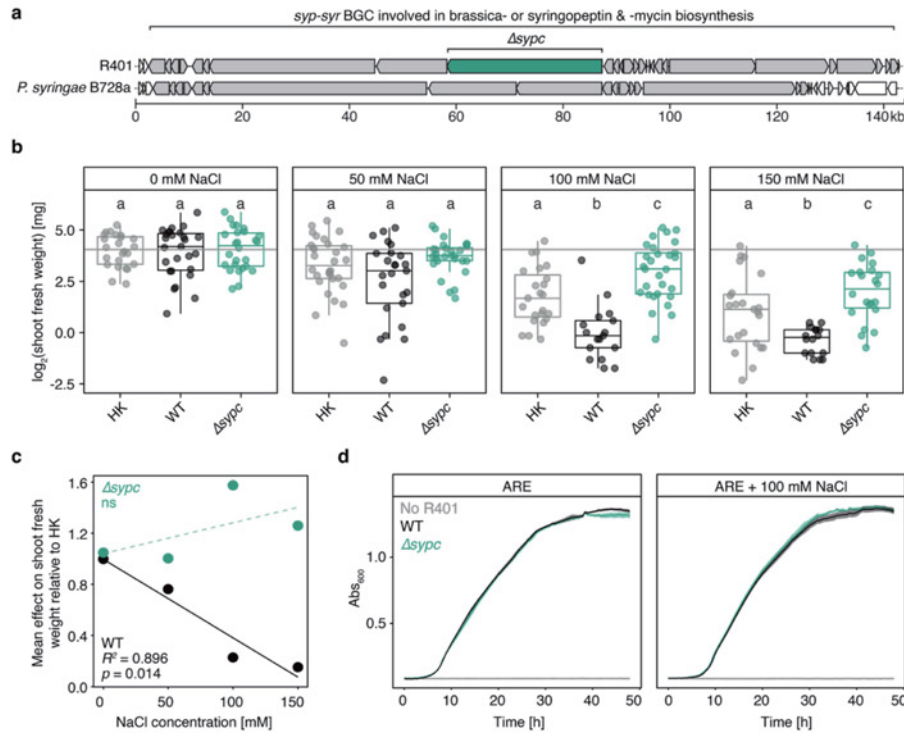 a
syp-syr BGC involved in brassica- or syringopeptin & -mycin biosynthesis
Δsypc
R401
P. syringae B728a
0 20 40 60 80 100 120 140 kb
b
0 mM NaCl 50 mM NaCl 100 mM NaCl 150 mM NaCl
a a a a a a a b c a b c
log₂(shoot fresh weight) [mg]
5.0
2.5
0.0
-2.5
HK WT Δsypc HK WT Δsypc HK WT Δsypc HK WT Δsypc
c
Mean effect on shoot fresh
weight relative to HK
1.6
1.2
0.8
0.4
0.0
Δsypc
ns
WT
R² = 0.896
p = 0.014
0 50 100 150
NaCl concentration [mM]
d
ARE ARE + 100 mM NaCl
No R401
WT
Δsypc
Abs₆₀₀
1.0
0.5
0 10 20 30 40 50 0 10 20 30 40 50
Time [h] Time [h]